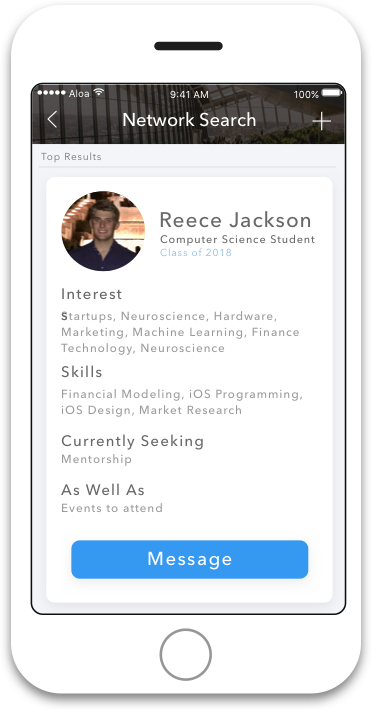 Aloa 9:41 AM 100%
Network Search
Top Results
Reece Jackson
Computer Science Student
Class of 2018
Interest
Startups, Neuroscience, Hardware,
Marketing, Machine Learning, Finance
Technology, Neuroscience
Skills
Financial Modeling, iOS Programming,
iOS Design, Market Research
Currently Seeking
Mentorship
As Well As
Events to attend
Message